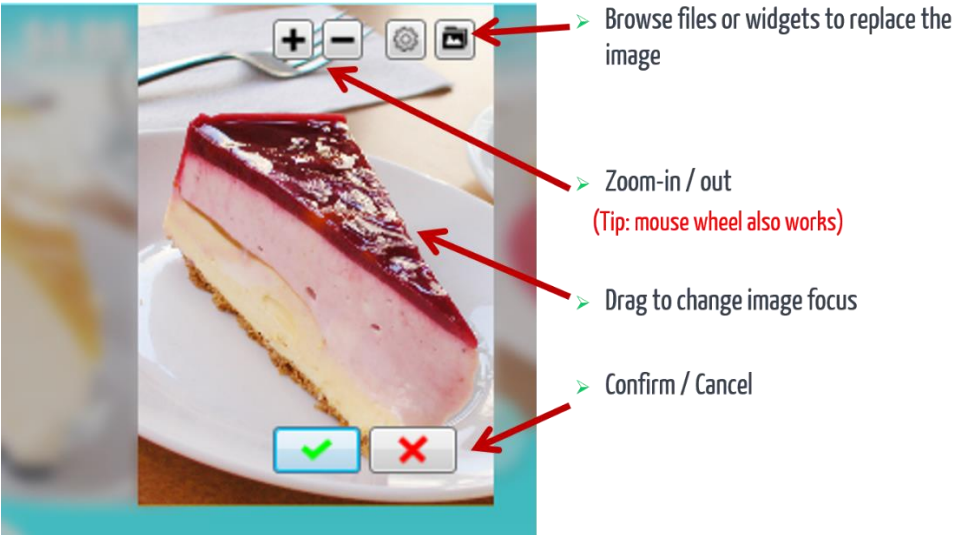 Browse files or widgets to replace the
image
Zoom-in / out
(Tip: mouse wheel also works)
Drag to change image focus
Confirm / Cancel